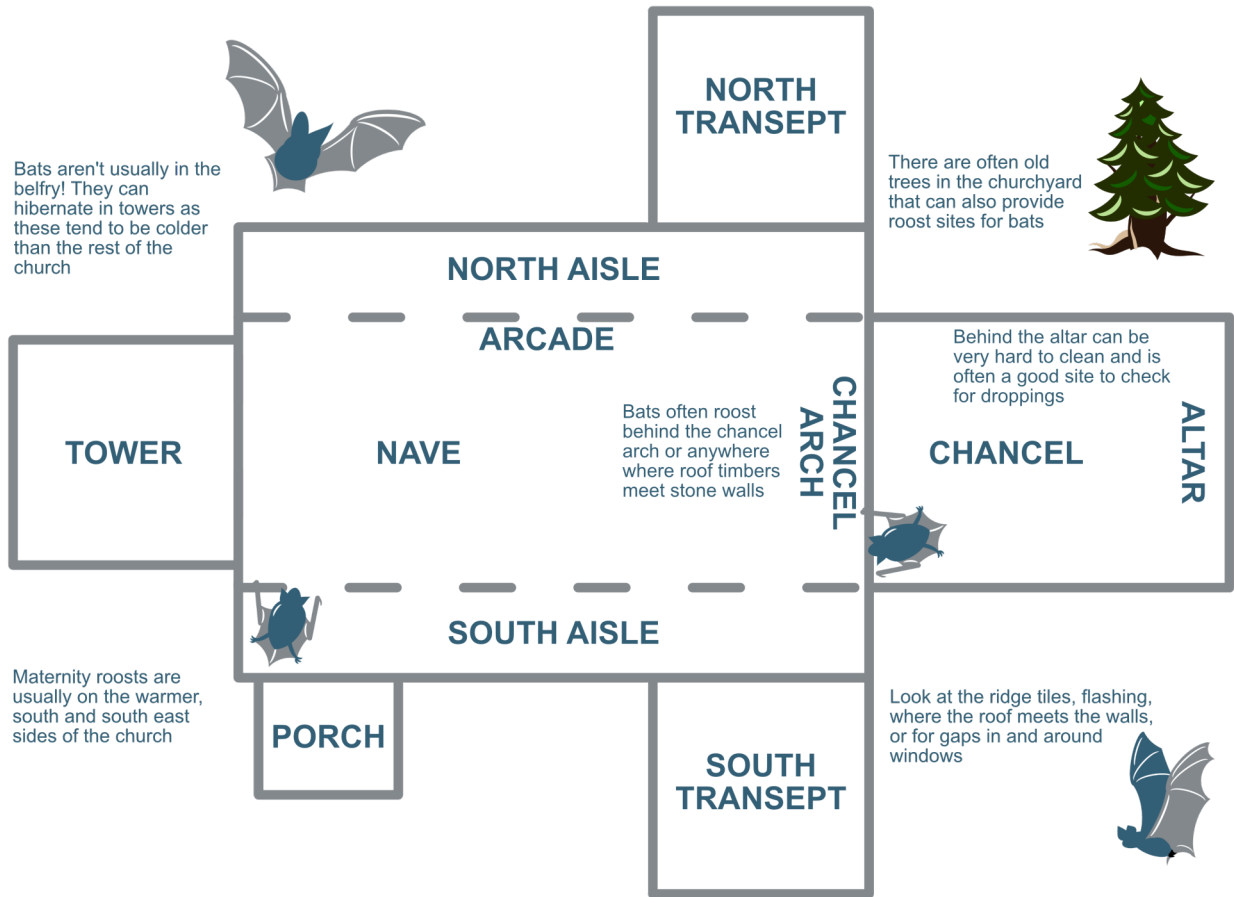 NORTH
TRANSEPT
Bats aren't usually in the
belfry! They can
hibernate in towers as
these tend to be colder
than the rest of the
church
There are often old
trees in the churchyard
that can also provide
roost sites for bats
NORTH AISLE
ARCADE
Behind the altar can be
very hard to clean and is
often a good site to check
for droppings
TOWER
NAVE
Bats often roost
behind the chancel
arch or anywhere
where roof timbers
meet stone walls
CHANCEL
ARCH
CHANCEL
ALTAR
SOUTH AISLE
Maternity roosts are
usually on the warmer,
south and south east
sides of the church
PORCH
SOUTH
TRANSEPT
Look at the ridge tiles, flashing,
where the roof meets the walls,
or for gaps in and around
windows